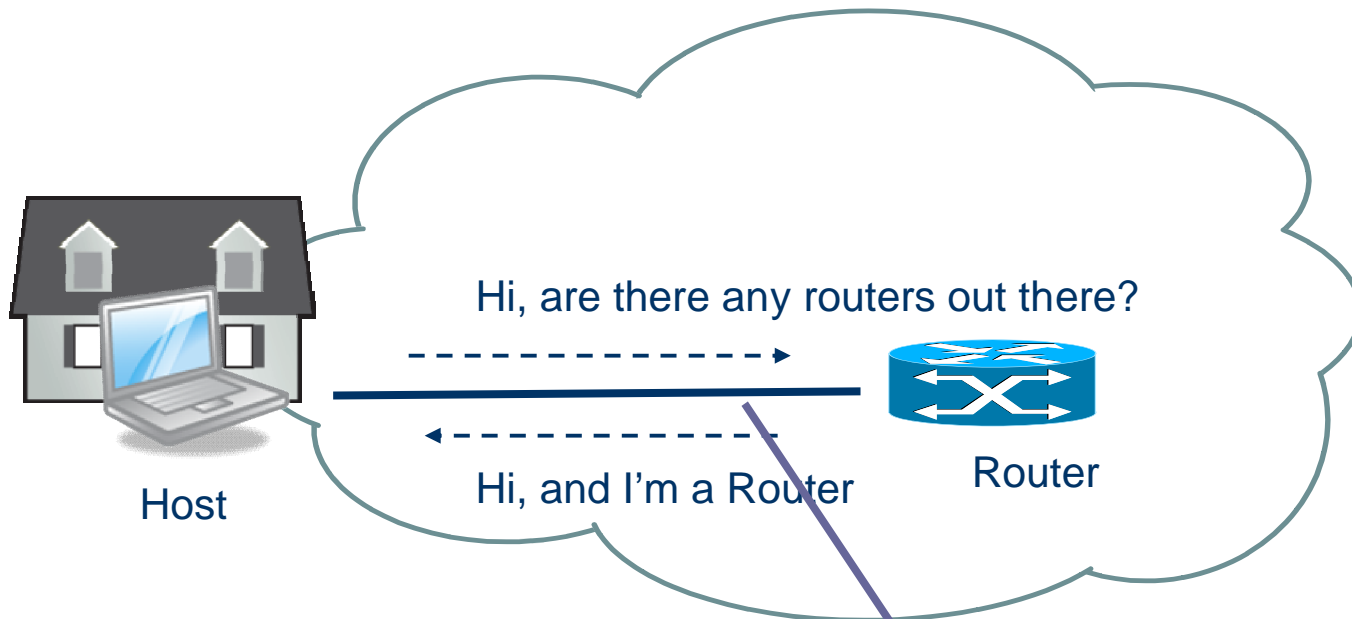 Hi, are there any routers out there?
Hi, and I’m a Router
Router
Host